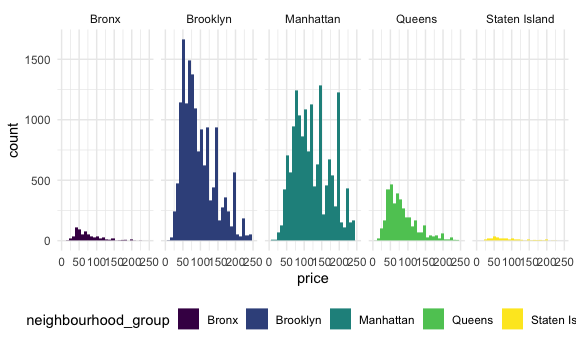 Bronx Brooklyn Manhattan Queens Staten Island
1500
1000
500
0
count
0 50 100 150 200 250 0 50 100 150 200 250 0 50 100 150 200 250 0 50 100 150 200 250 0 50 100 150 200 250
price
neighbourhood_group Bronx Brooklyn Manhattan Queens Staten Is